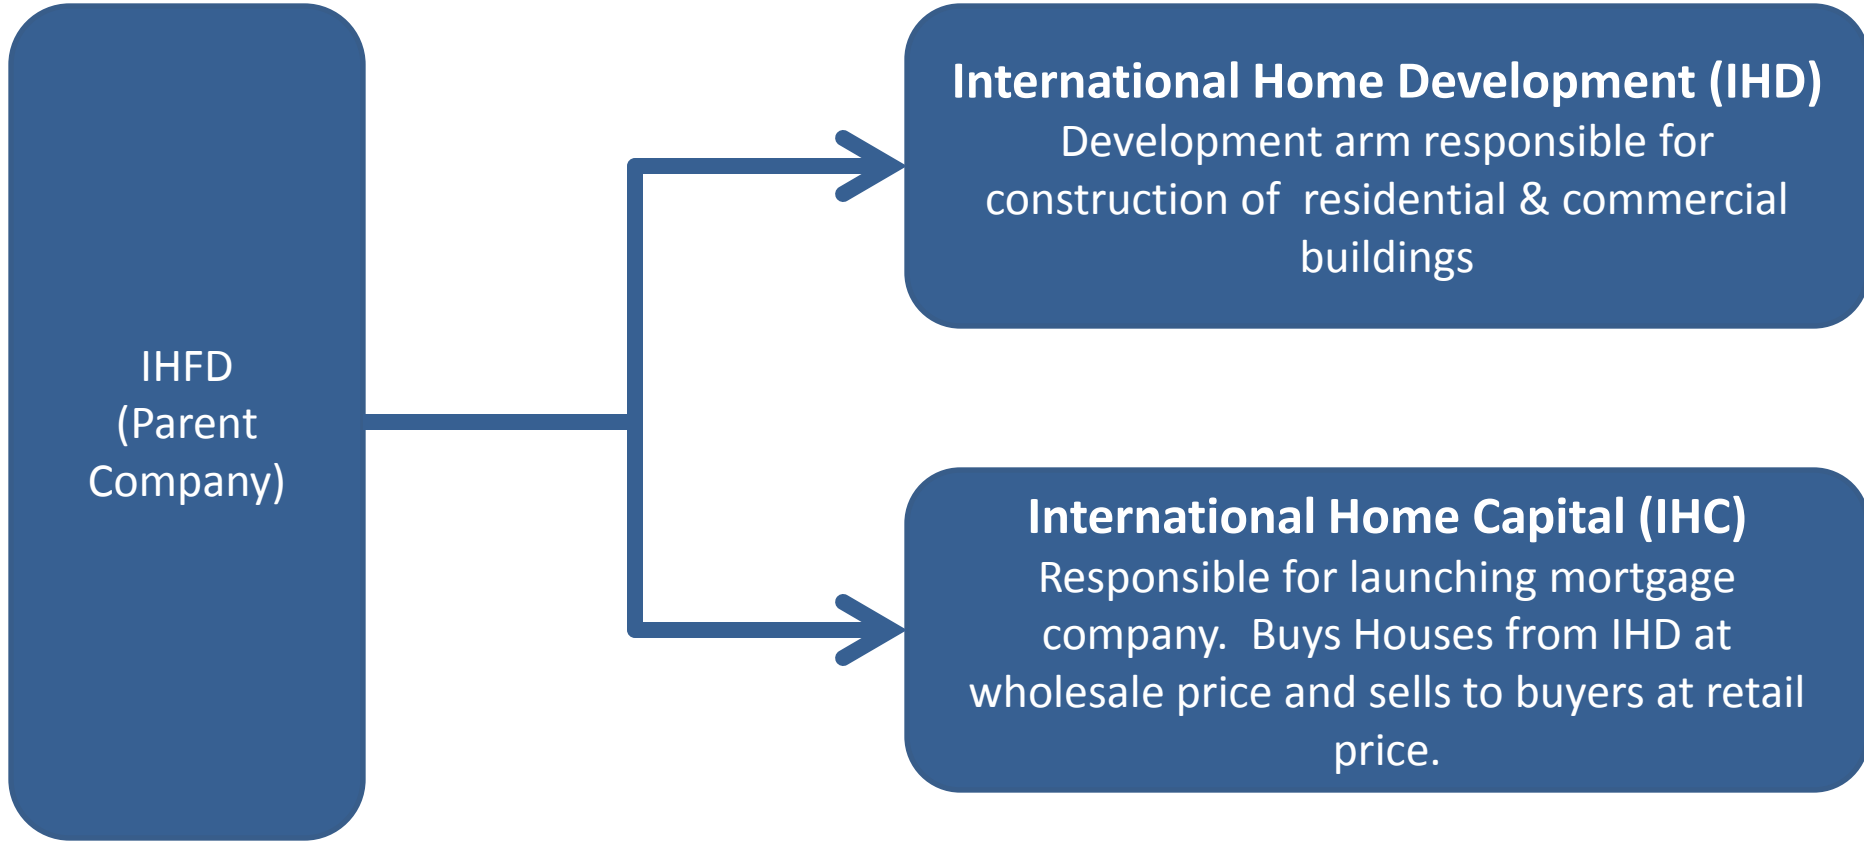 IHFD
(Parent
Company)
International Home Development (IHD)
Development arm responsible for
construction of  residential & commercial
buildings
International Home Capital (IHC)
Responsible for launching mortgage
company.  Buys Houses from IHD at
wholesale price and sells to buyers at retail
price.